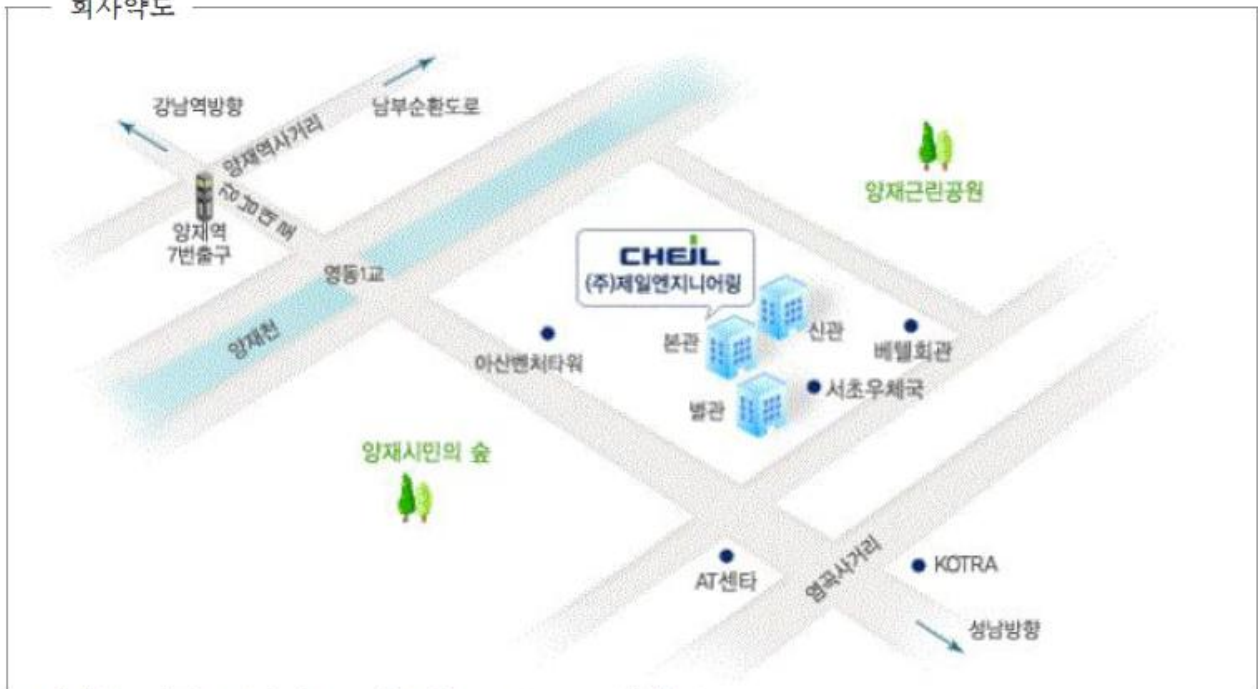 회사약도
강남역방향
남부순환도로
양재역사거리
강남대로
양재역
7번출구
영동1교
양재천
양재근린공원
CHEIL
(주)제일엔지니어링
본관
신관
별관
베텔회관
서초우체국
아산벤처타워
양재시민의 숲
AT센타
염곡사거리
KOTRA
성남방향